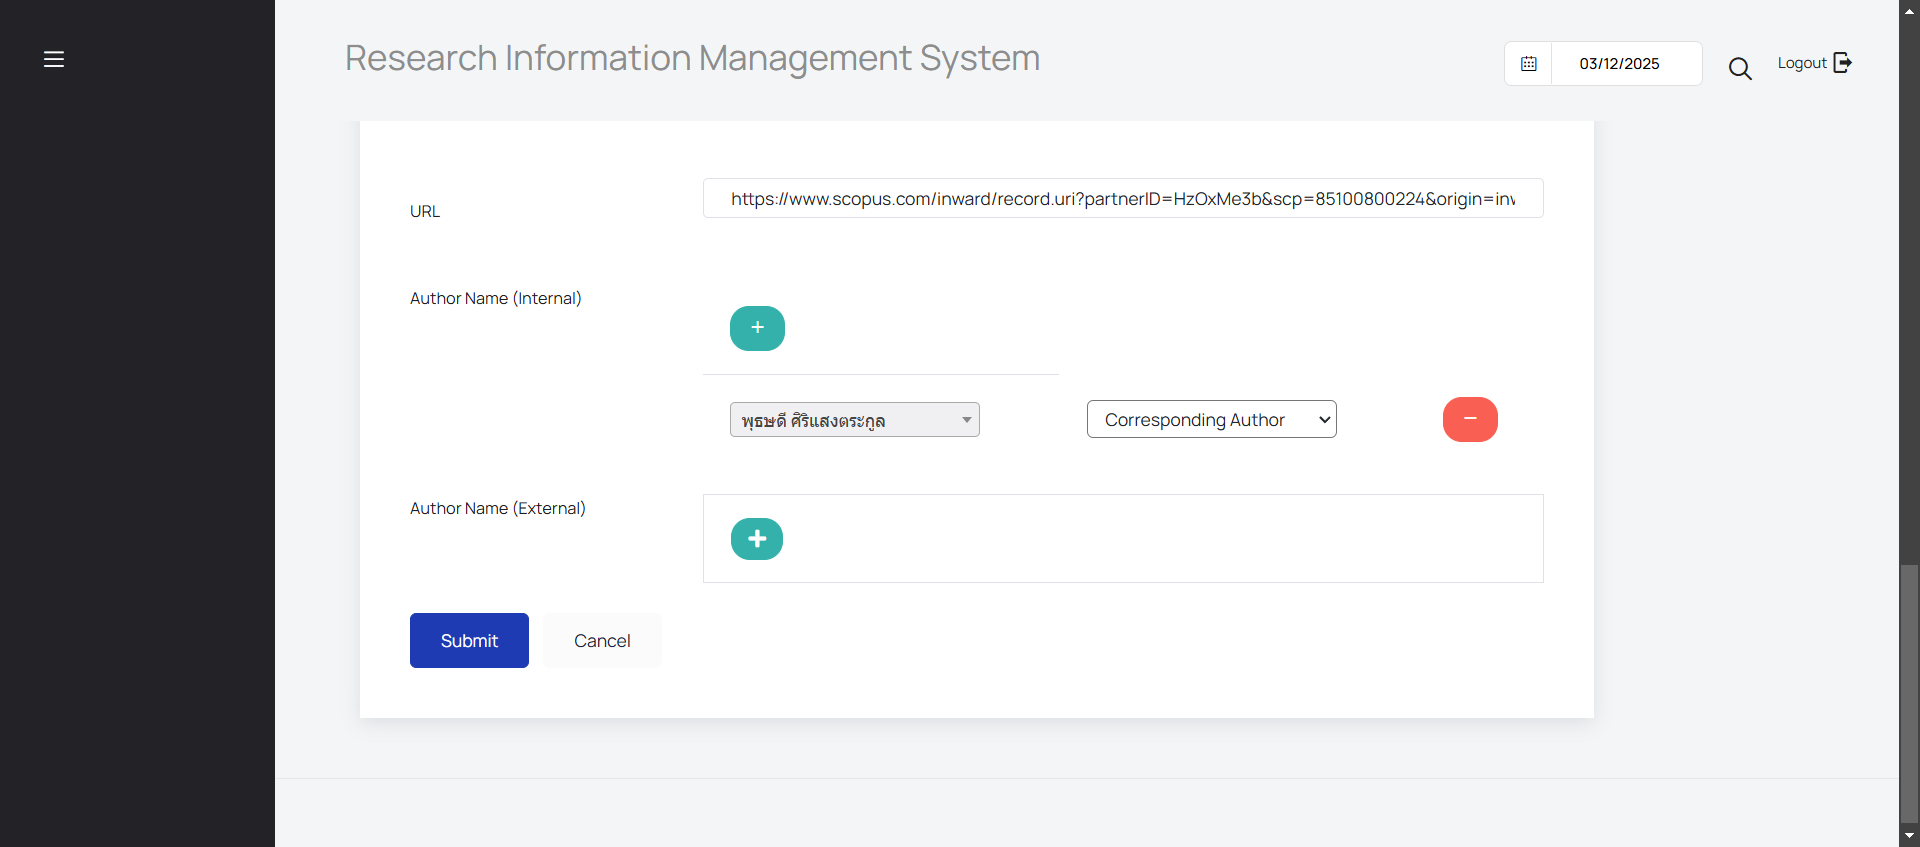 Research Information Management System
03/12/2025
Logout
URL
https://www.scopus.com/inward/record.uri?partnerID=HzOxMe3b&scp=85100800224&origin=inv
Author Name (Internal)
+
พุธษดี ศิริแสงตระกูล
Corresponding Author
−
Author Name (External)
+
Submit
Cancel